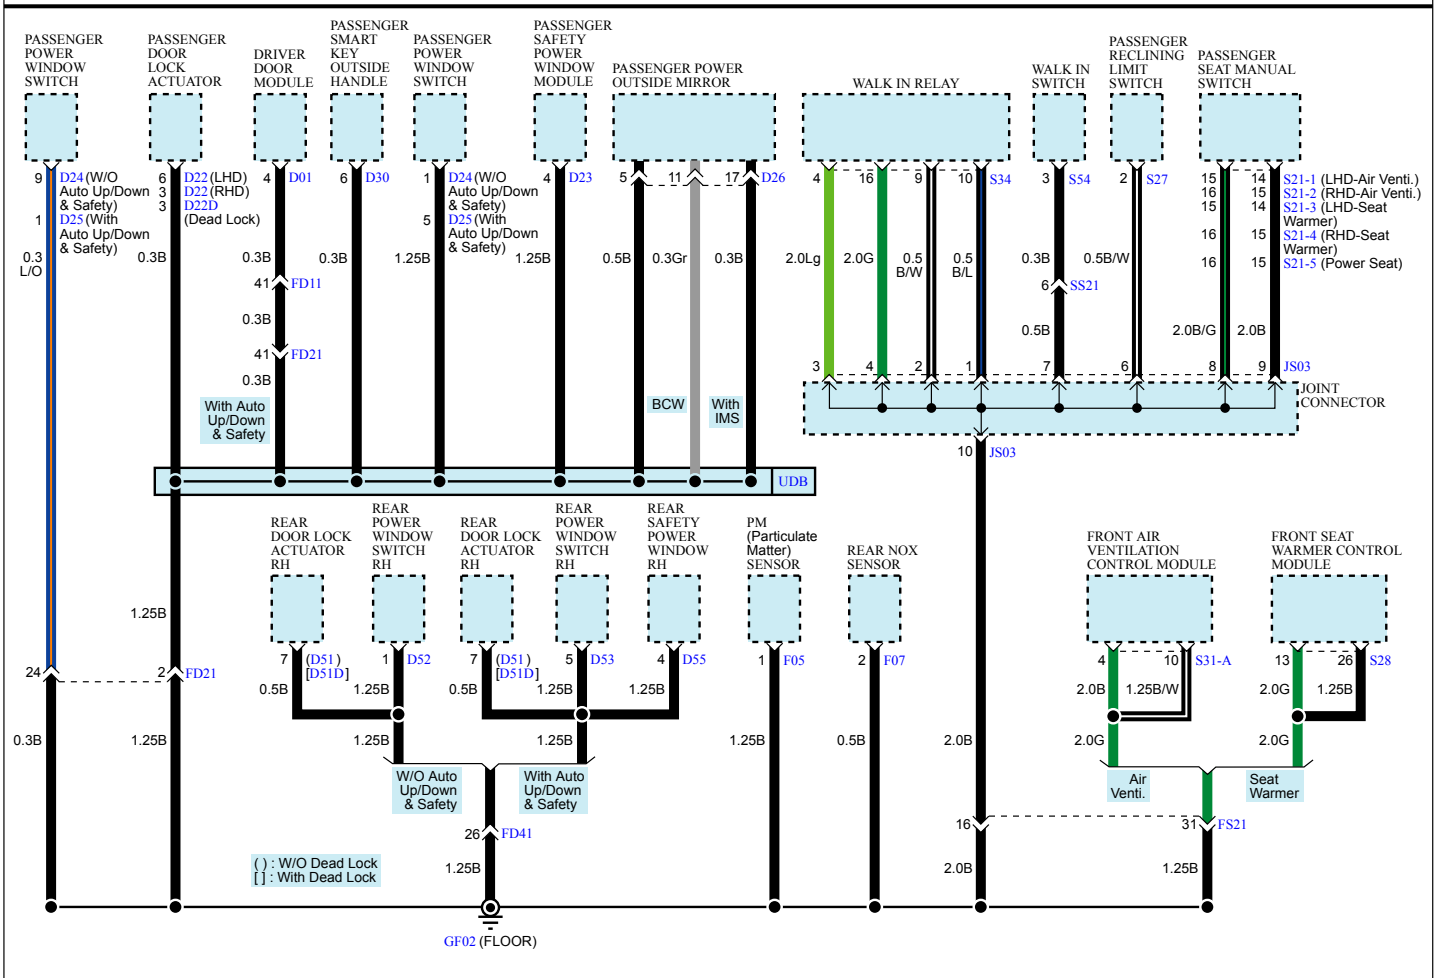 PASSENGER
POWER
WINDOW
SWITCH
PASSENGER
DOOR
LOCK
ACTUATOR
DRIVER
DOOR
MODULE
PASSENGER
SMART
KEY
OUTSIDE
HANDLE
PASSENGER
POWER
WINDOW
SWITCH
PASSENGER
SAFETY
POWER
WINDOW
MODULE
PASSENGER POWER
OUTSIDE MIRROR
WALK IN RELAY
WALK IN
SWITCH
PASSENGER
RECLINING
LIMIT
SWITCH
PASSENGER
SEAT MANUAL
SWITCH
9 D24 (W/O
Auto Up/Down
& Safety)
1 D25 (With
Auto Up/Down
& Safety)
0.3
L/O
6 D22 (LHD)
3 D22 (RHD)
3 D22D
(Dead Lock)
0.3B
4 D01
0.3B
41 FD11
0.3B
41 FD21
0.3B
With Auto
Up/Down
& Safety
6 D30
0.3B
1 D24 (W/O
Auto Up/Down
& Safety)
5 D25 (With
Auto Up/Down
& Safety)
1.25B
4 D23
1.25B
5 11 17 D26
0.5B 0.3Gr 0.3B
BCW
With
IMS
4 16 9 10 S34
2.0Lg 2.0G 0.5
B/W 0.5
B/L
3 S54
0.3B
6 SS21
0.5B
2 S27
0.5B/W
15 14 S21-1 (LHD-Air Venti.)
16 15 S21-2 (RHD-Air Venti.)
15 14 S21-3 (LHD-Seat
Warmer)
16 15 S21-4 (RHD-Seat
Warmer)
16 15 S21-5 (Power Seat)
2.0B/G 2.0B
3 4 2 1 7 6 8 9 JS03
JOINT
CONNECTOR
10 JS03
UDB
REAR
DOOR LOCK
ACTUATOR
RH
REAR
POWER
WINDOW
SWITCH
RH
REAR
DOOR LOCK
ACTUATOR
RH
REAR
POWER
WINDOW
SWITCH
RH
REAR
SAFETY
POWER
WINDOW
RH
PM
(Particulate
Matter)
SENSOR
REAR NOX
SENSOR
FRONT AIR
VENTILATION
CONTROL MODULE
FRONT SEAT
WARMER CONTROL
MODULE
1.25B
24 2 FD21
0.3B 1.25B
7 (D51)
[D51D]
0.5B
1 D52
1.25B
1.25B
7 (D51)
[D51D]
0.5B
5 D53
1.25B
1.25B
4 D55
1.25B
W/O Auto
Up/Down
& Safety
With Auto
Up/Down
& Safety
26 FD41
1.25B
1 F05
1.25B
2 F07
0.5B
2.0B
4 10 S31-A
2.0B 1.25B/W
2.0G
Air
Venti.
13 26 S28
2.0G 1.25B
2.0G
Seat
Warmer
16 31 FS21
2.0B 1.25B
( ) : W/O Dead Lock
[ ] : With Dead Lock
GF02 (FLOOR)